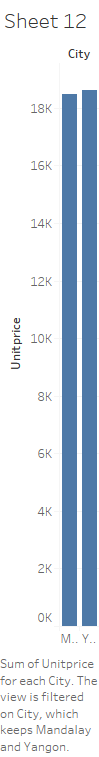 Sheet 12
City
18K
16K
14K
12K
10K
8K
6K
4K
2K
0K
Unitprice
M.. Y..
Sum of Unitprice
for each City. The
view is filtered
on City, which
keeps Mandalay
and Yangon.